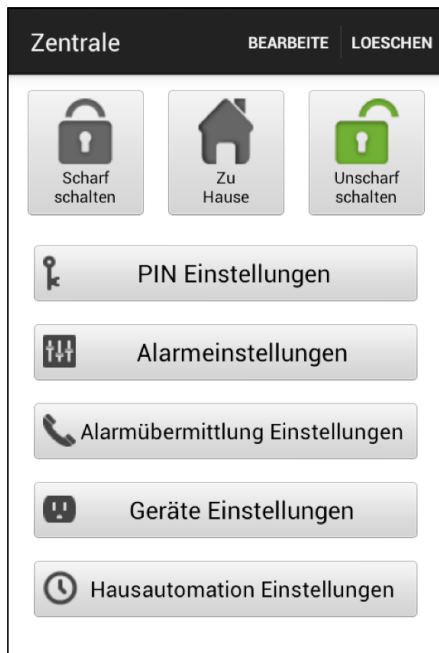 Zentrale BEARBEITE LOESCHEN
Scharf schalten
Zu Hause
Unscharf schalten
PIN Einstellungen
Alarmeinstellungen
Alarmübermittlung Einstellungen
Geräte Einstellungen
Hausautomation Einstellungen